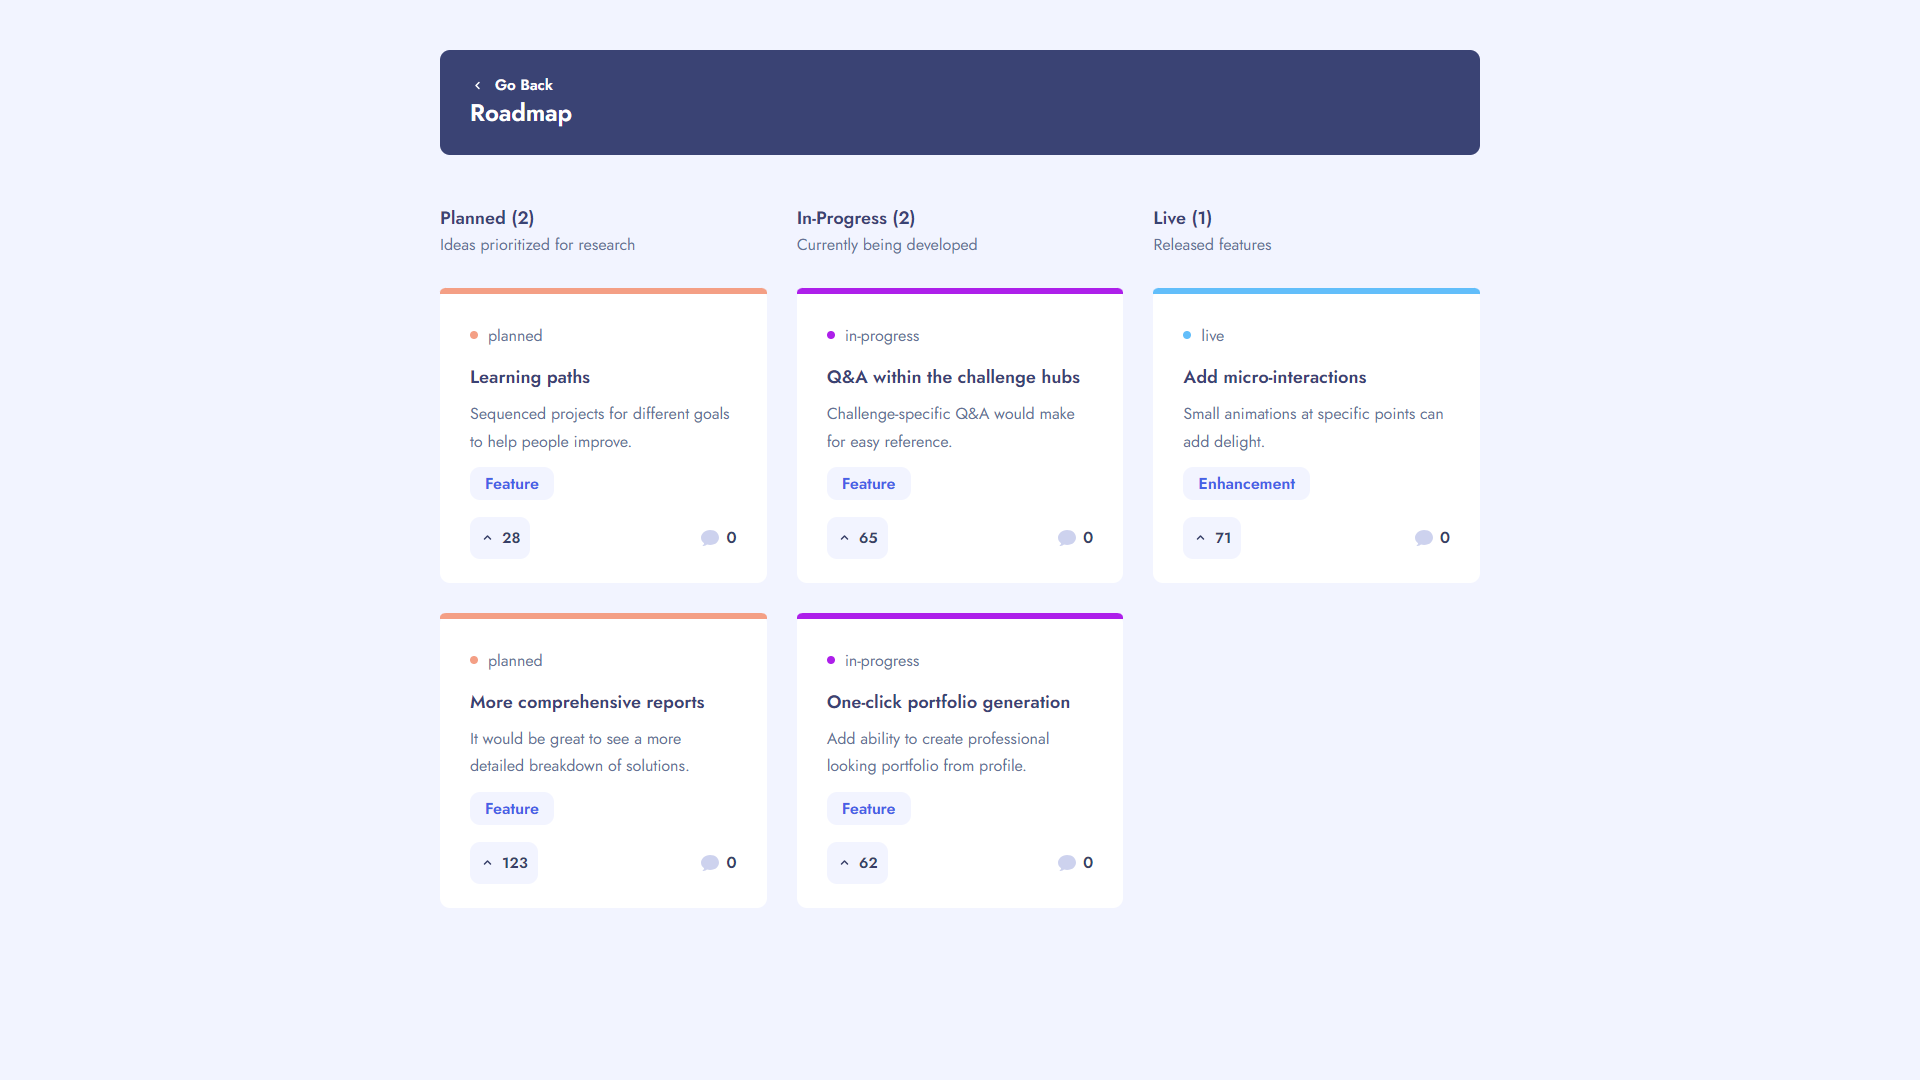 Go Back
Roadmap
Planned (2)
Ideas prioritized for research
In-Progress (2)
Currently being developed
Live (1)
Released features
planned
Learning paths
Sequenced projects for different goals
to help people improve.
Feature
28
0
in-progress
Q&A within the challenge hubs
Challenge-specific Q&A would make
for easy reference.
Feature
65
0
live
Add micro-interactions
Small animations at specific points can
add delight.
Enhancement
71
0
planned
More comprehensive reports
It would be great to see a more
detailed breakdown of solutions.
Feature
123
0
in-progress
One-click portfolio generation
Add ability to create professional
looking portfolio from profile.
Feature
62
0